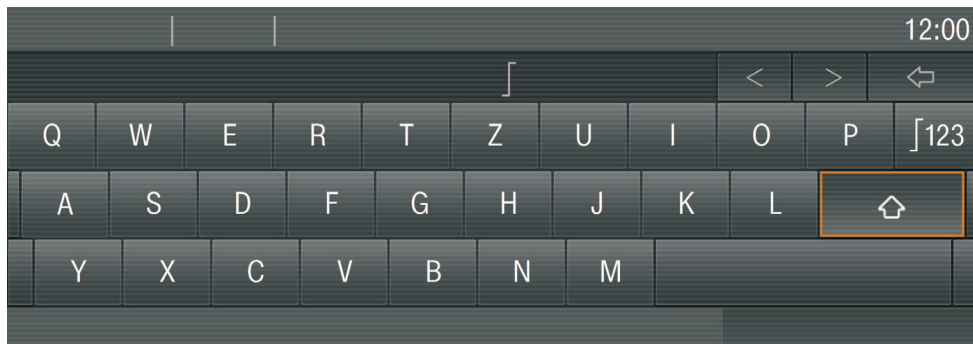 12:00
< >
Q W E R T Z U I O P ⌠123
A S D F G H J K L
Y X C V B N M